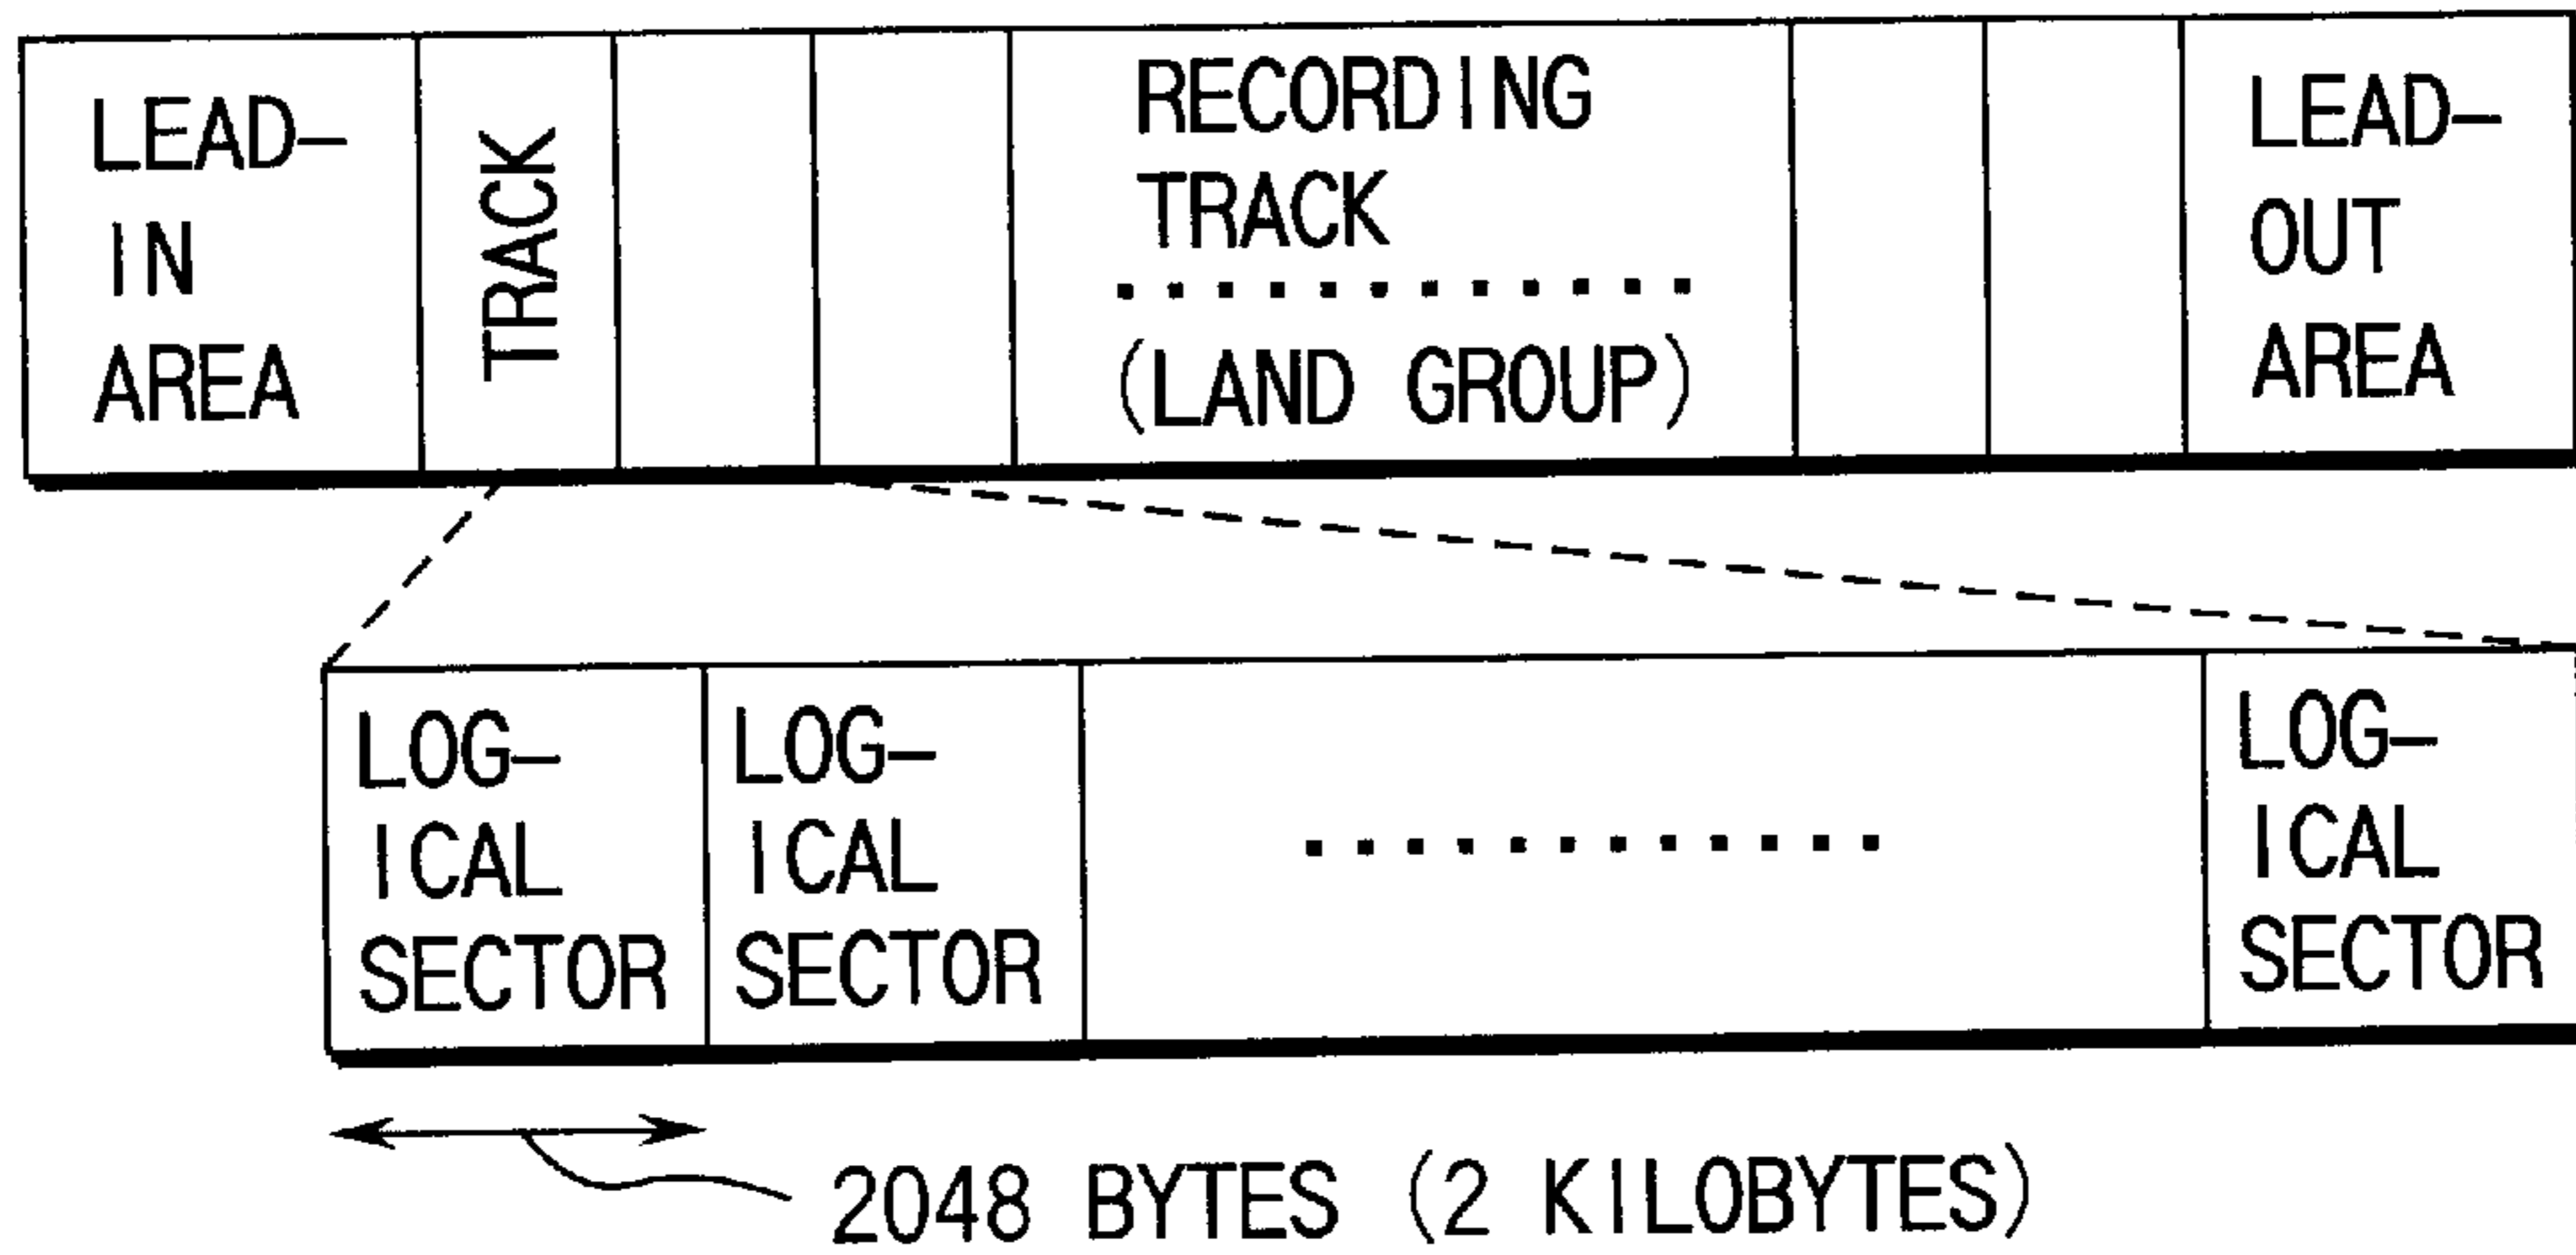 LEAD-
IN
AREA
TRACK
RECORDING
TRACK
............
(LAND GROUP)
LEAD-
OUT
AREA
LOG-
ICAL
SECTOR
LOG-
ICAL
SECTOR
............
LOG-
ICAL
SECTOR
2048 BYTES (2 KILOBYTES)